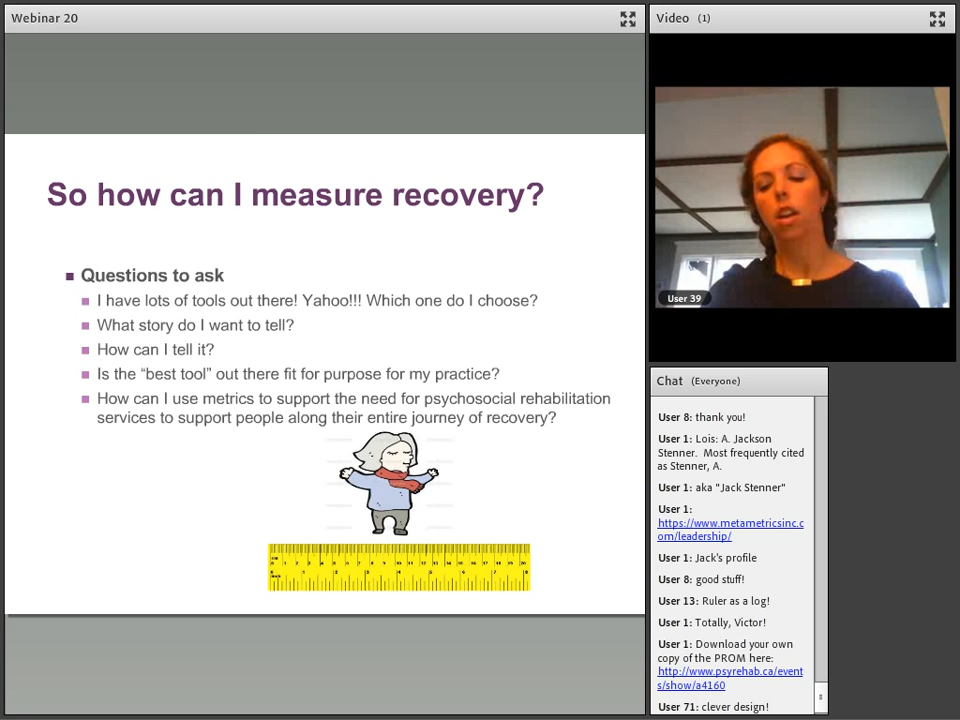 Webinar 20
So how can I measure recovery?
Questions to ask
I have lots of tools out there! Yahoo!!! Which one do I choose?
What story do I want to tell?
How can I tell it?
Is the “best tool” out there fit for purpose for my practice?
How can I use metrics to support the need for psychosocial rehabilitation
services to support people along their entire journey of recovery?
Video (1)
User 39
Chat (Everyone)
User 8: thank you!
User 1: Lois: A. Jackson
Stenner. Most frequently cited
as Stenner, A.
User 1: aka "Jack Stenner"
User 1:
https://www.metametricsinc.c
om/leadership/
User 1: Jack's profile
User 8: good stuff!
User 13: Ruler as a log!
User 1: Totally, Victor!
User 1: Download your own
copy of the PROM here:
http://www.psyrehab.ca/event
s/show/a4160
User 71: clever design!